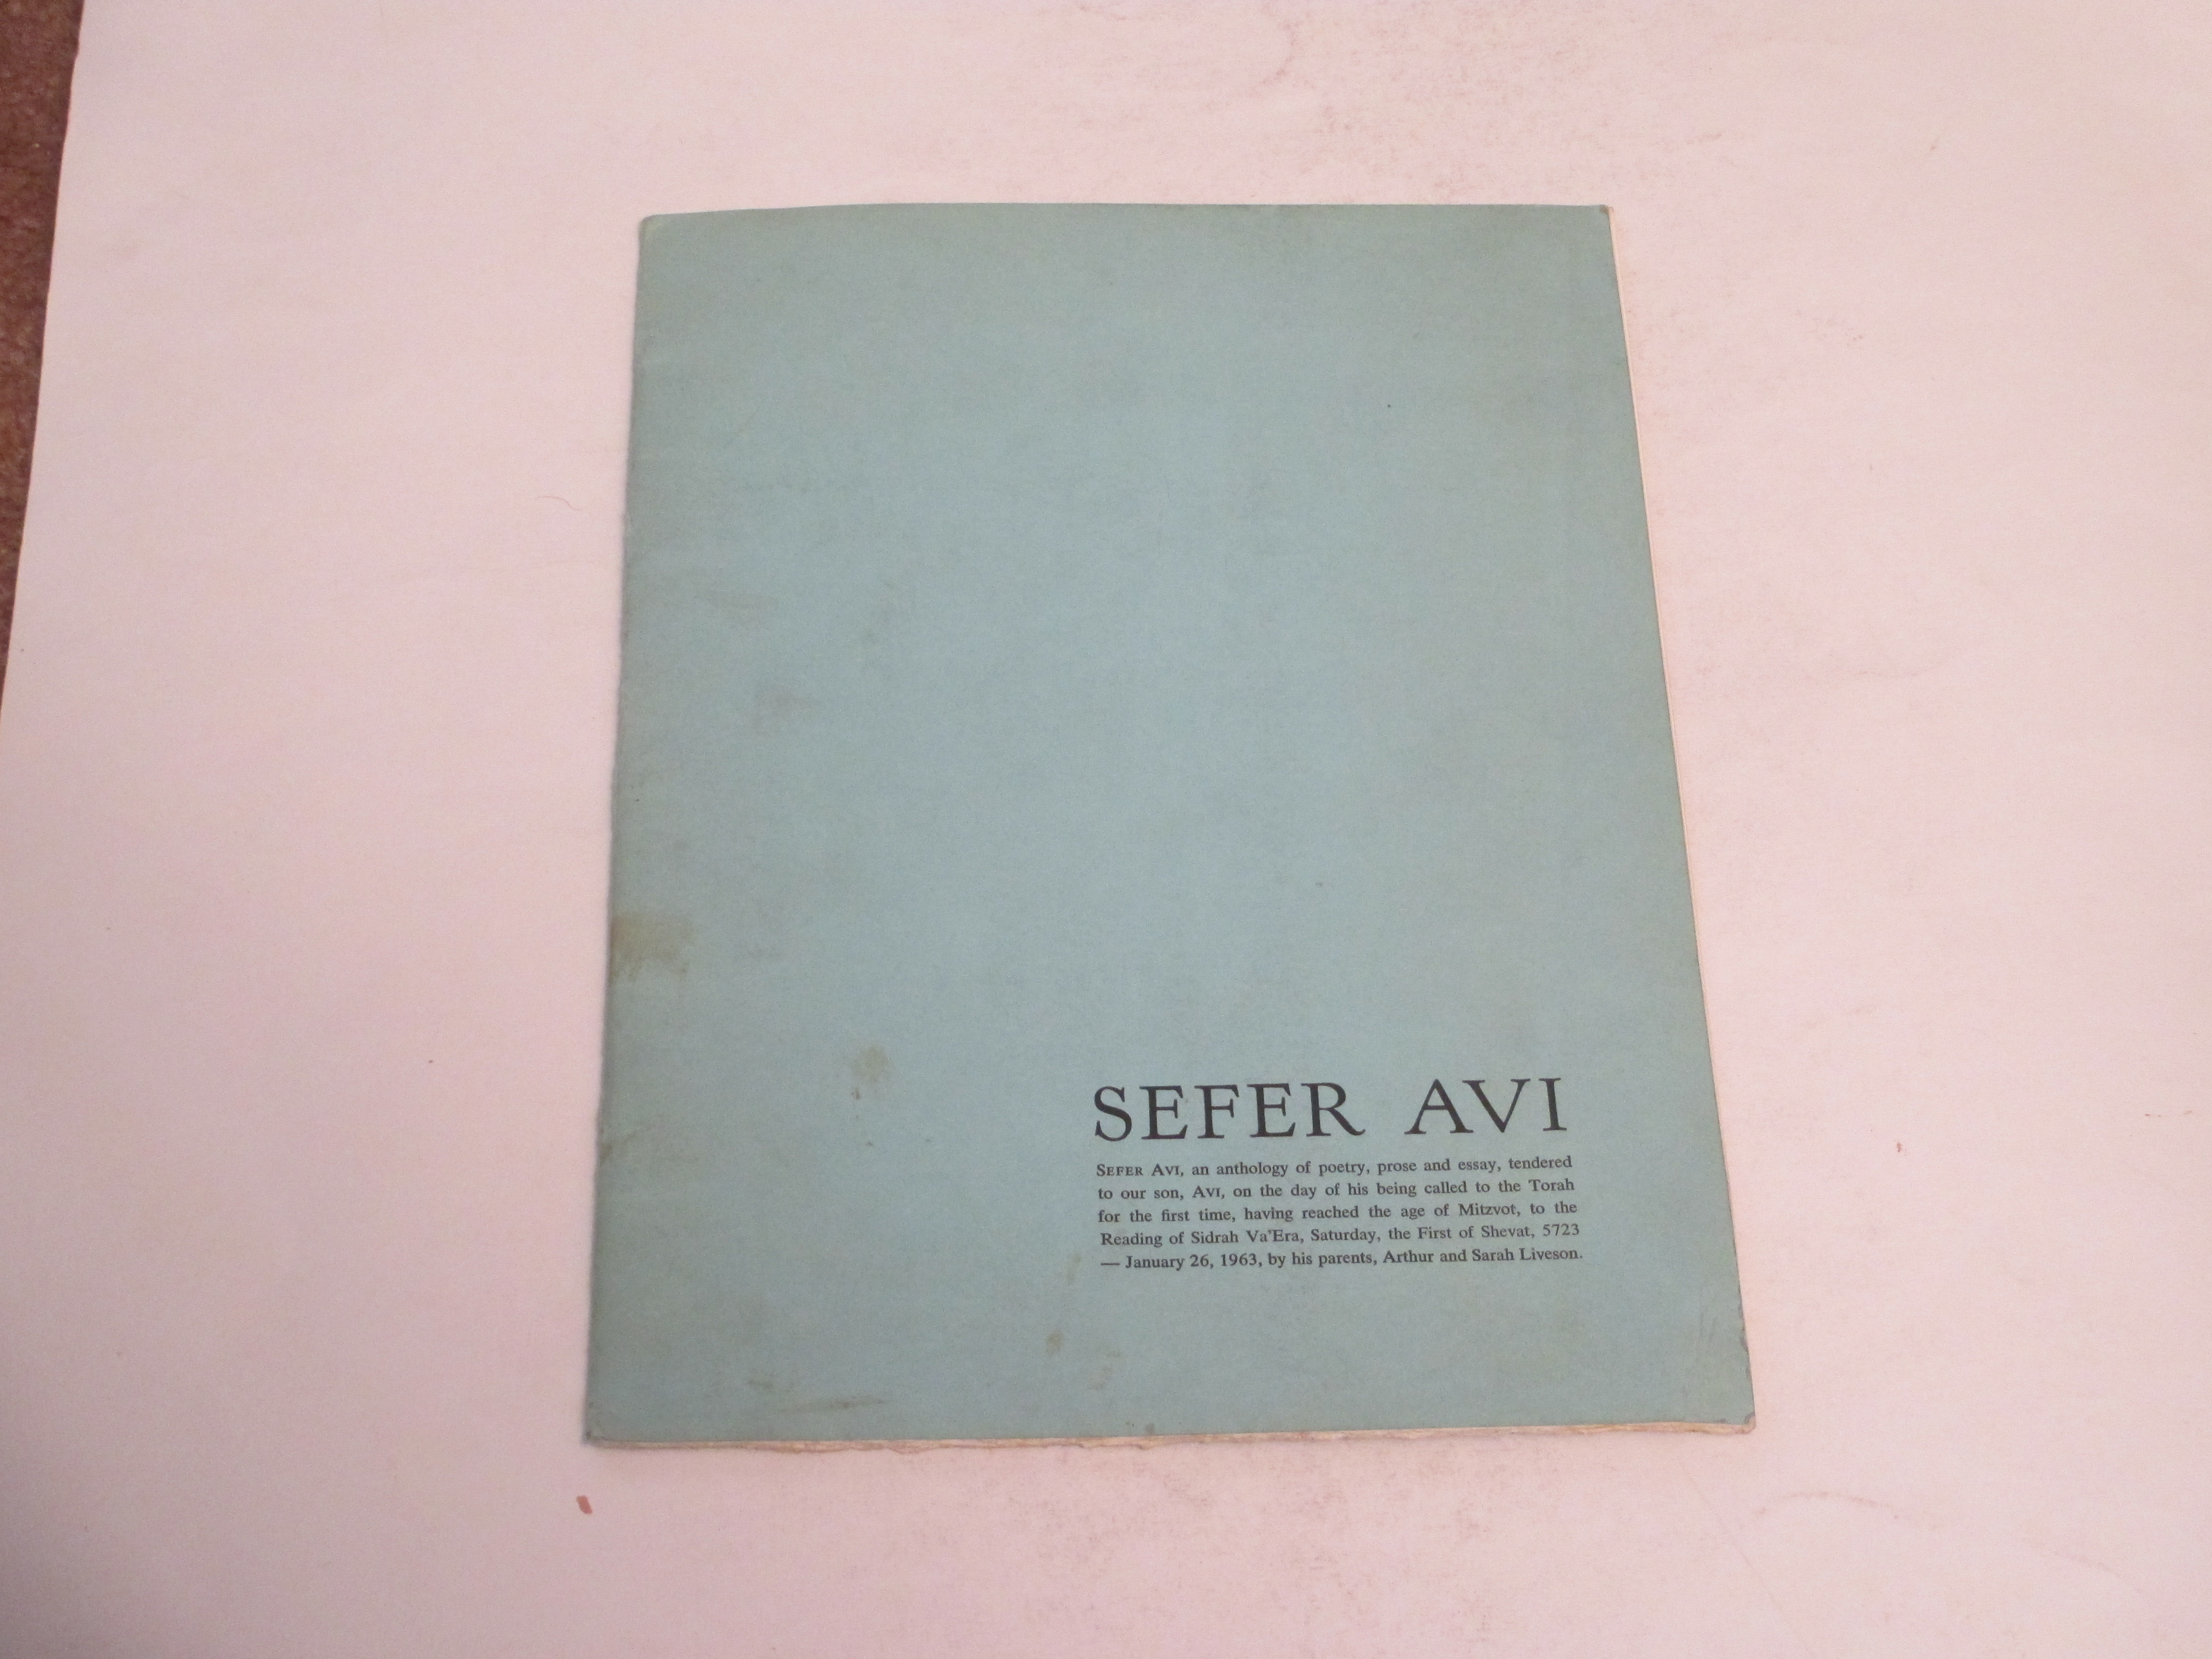 SEFER AVI
SEFER AVI, an anthology of poetry, prose and essay, tendered
to our son, AVI, on the day of his being called to the Torah
for the first time, having reached the age of Mitzvot, to the
Reading of Sidrah Va'Era, Saturday, the First of Shevat, 5723
— January 26, 1963, by his parents, Arthur and Sarah Liveson.